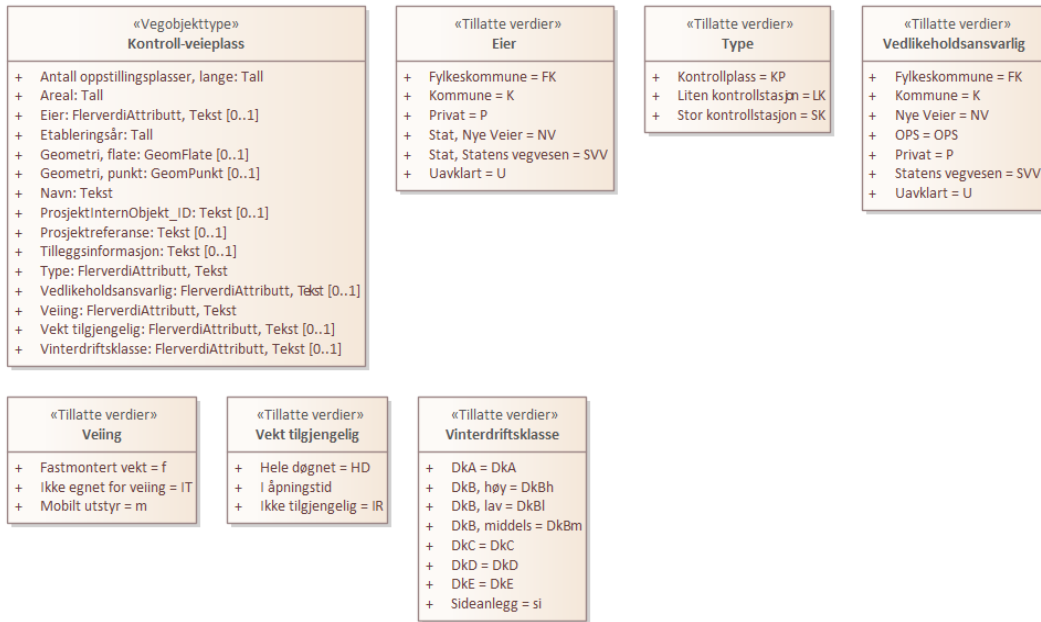 «Vegobjekttype»
Kontroll-veieplass
+ Antall oppstillingsplasser, lange: Tall
+ Areal: Tall
+ Eier: FlerverdiAttributt, Tekst [0..1]
+ Etableringsår: Tall
+ Geometri, flate: GeomFlate [0..1]
+ Geometri, punkt: GeomPunkt [0..1]
+ Navn: Tekst
+ ProsjektInternObjekt_ID: Tekst [0..1]
+ Prosjektreferanse: Tekst [0..1]
+ Tilleggsinformasjon: Tekst [0..1]
+ Type: FlerverdiAttributt, Tekst
+ Vedlikeholdsansvarlig: FlerverdiAttributt, Tekst [0..1]
+ Veiing: FlerverdiAttributt, Tekst
+ Vekt tilgjengelig: FlerverdiAttributt, Tekst [0..1]
+ Vinterdriftsklasse: FlerverdiAttributt, Tekst [0..1]
«Tillatte verdier»
Eier
+ Fylkeskommune = FK
+ Kommune = K
+ Privat = P
+ Stat, Nye Veier = NV
+ Stat, Statens vegvesen = SVV
+ Uavklart = U
«Tillatte verdier»
Type
+ Kontrollplass = KP
+ Liten kontrollstasjon = LK
+ Stor kontrollstasjon = SK
«Tillatte verdier»
Vedlikeholdsansvarlig
+ Fylkeskommune = FK
+ Kommune = K
+ Nye Veier = NV
+ OPS = OPS
+ Privat = P
+ Statens vegvesen = SVV
+ Uavklart = U
«Tillatte verdier»
Veiing
+ Fastmontert vekt = f
+ Ikke egnet for veiing = IT
+ Mobilt utstyr = m
«Tillatte verdier»
Vekt tilgjengelig
+ Hele døgnet = HD
+ I åpningstid
+ Ikke tilgjengelig = IR
«Tillatte verdier»
Vinterdriftsklasse
+ DkA = DkA
+ DkB, høy = DkBh
+ DkB, lav = DkBl
+ DkB, middels = DkBm
+ DkC = DkC
+ DkD = DkD
+ DkE = DkE
+ Sideanlegg = si